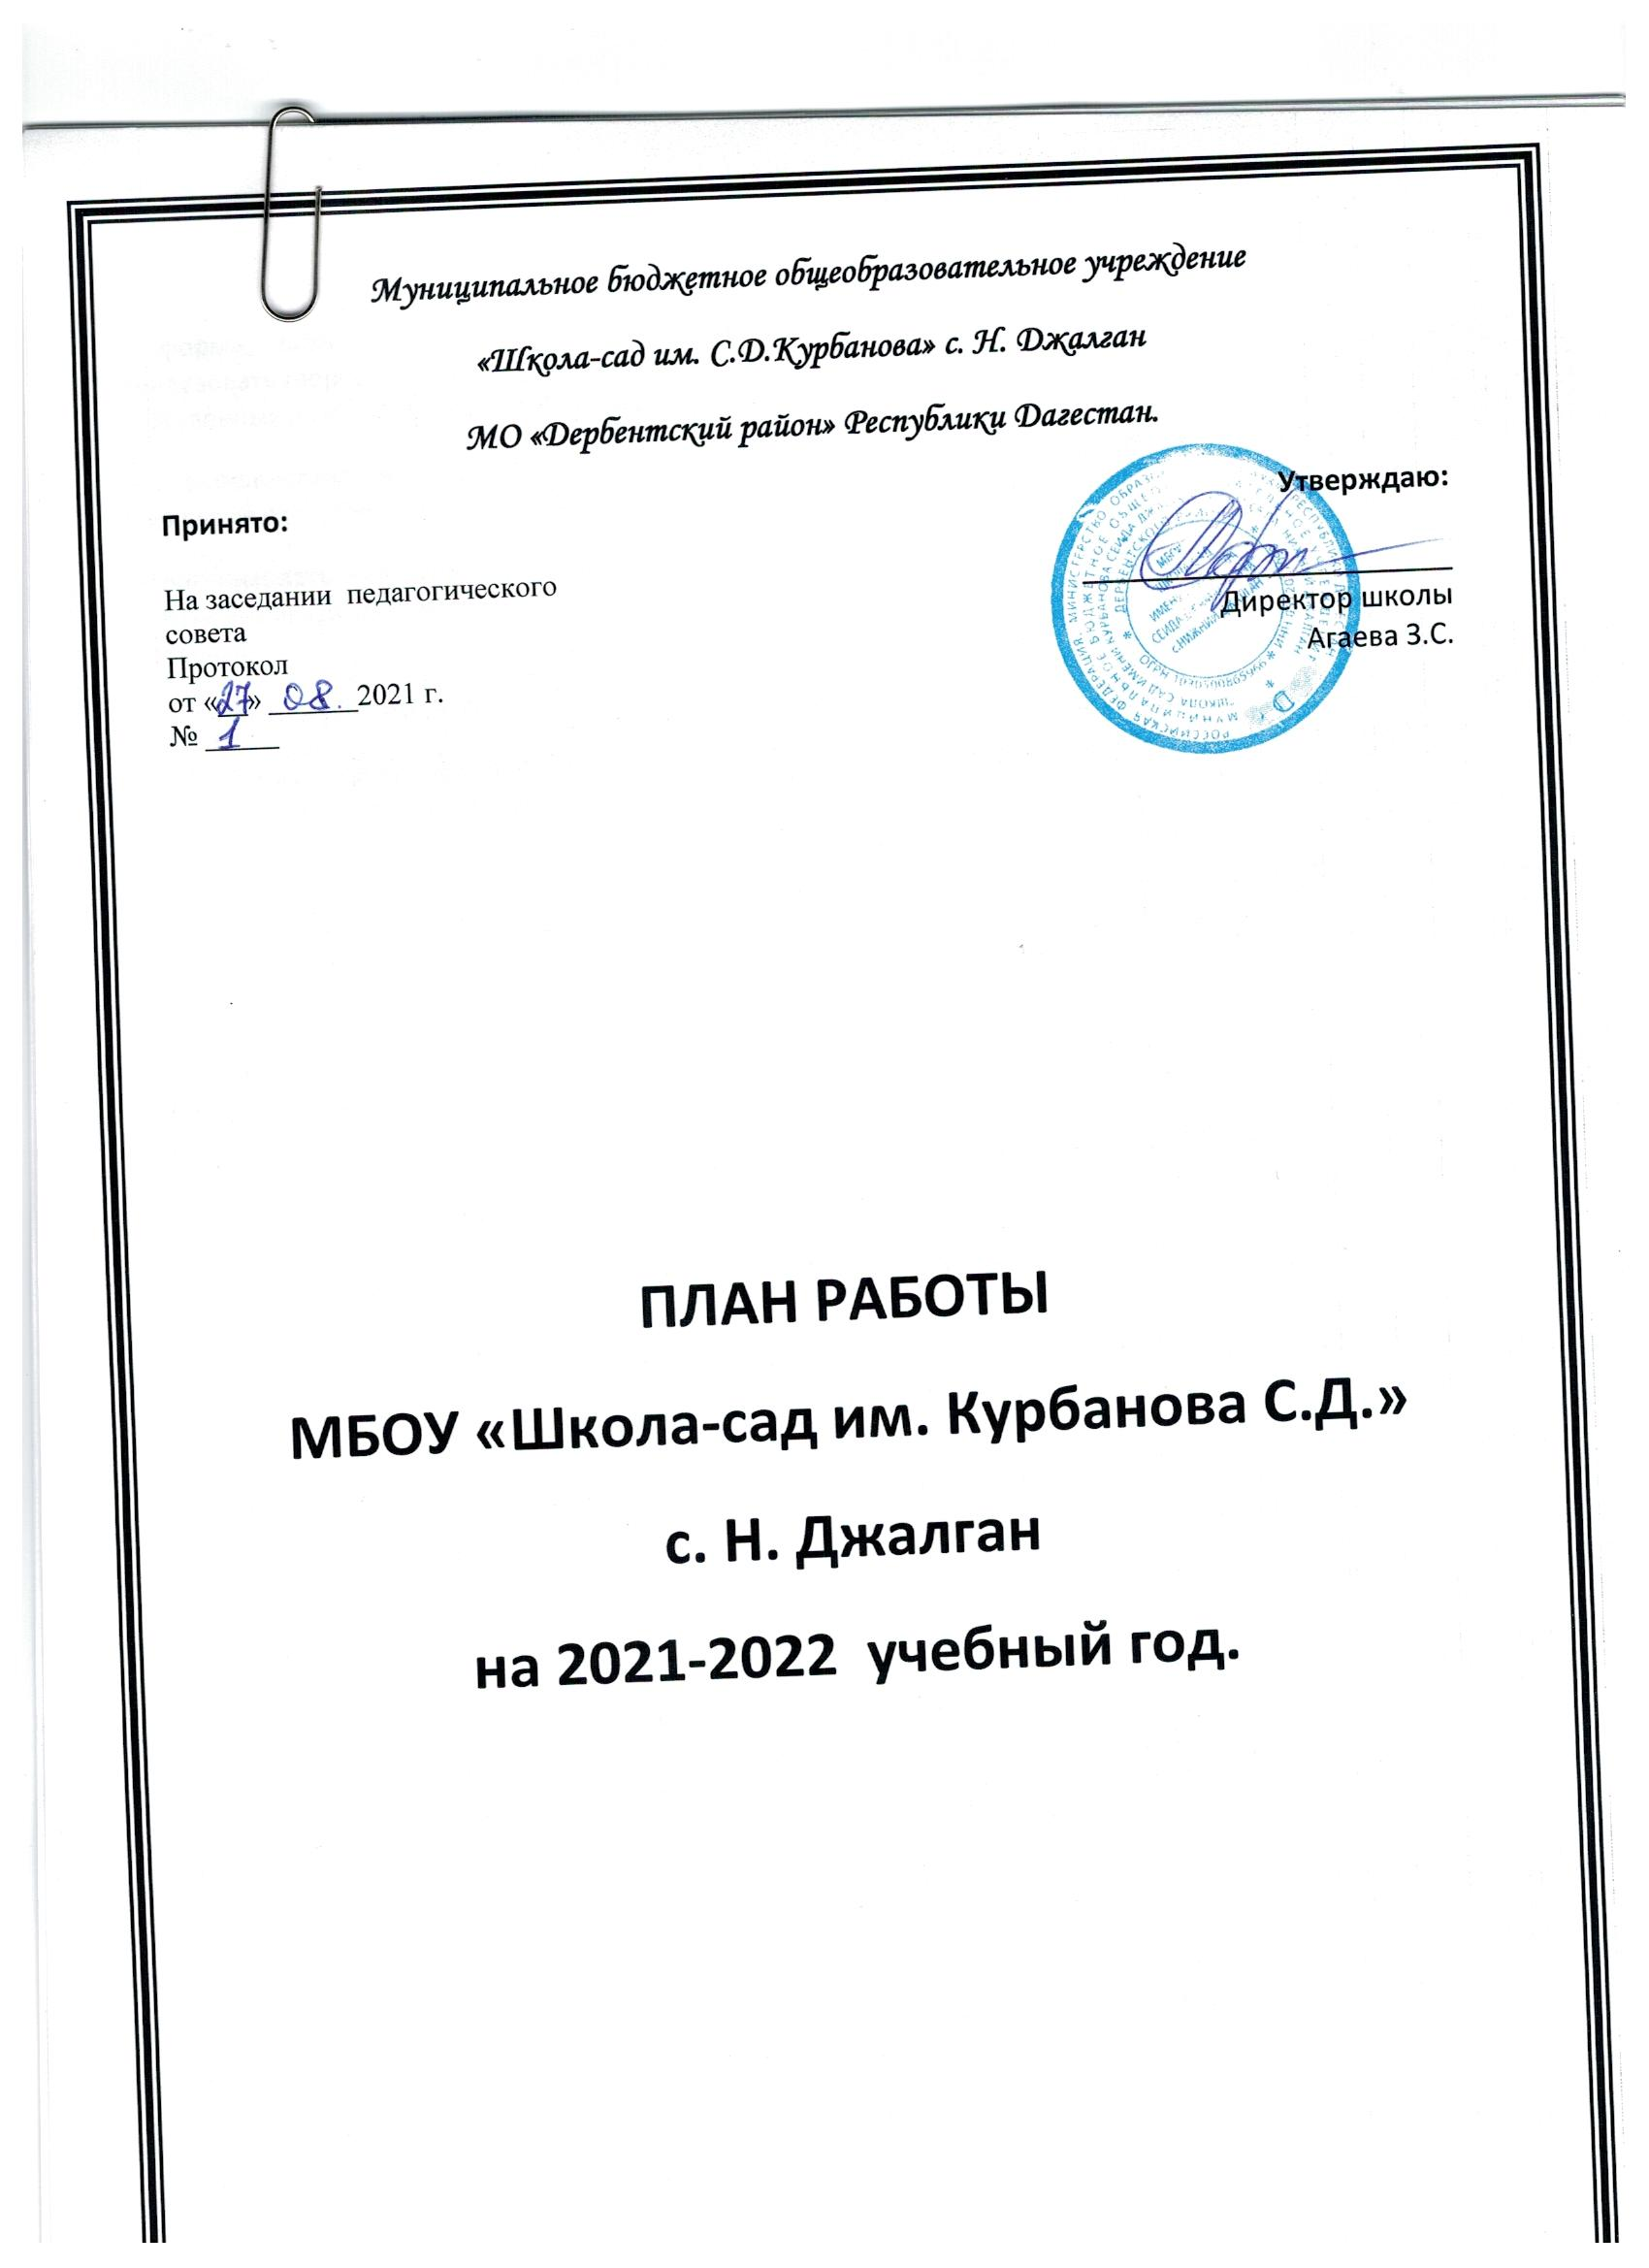 Муниципальное бюджетное общеобразовательное учреждение
«Школа-сад им. С.Д.Курбанова» с. Н. Джалган
МО «Дербентский район» Республики Дагестан.
Утверждаю:
Принято:
На заседании педагогического
совета
Протокол
от «27» 08. 2021 г.
№ 1
Директор школы
Агаева З.С.
ПЛАН РАБОТЫ
МБОУ «Школа-сад им. Курбанова С.Д.»
с. Н. Джалган
на 2021-2022 учебный год.